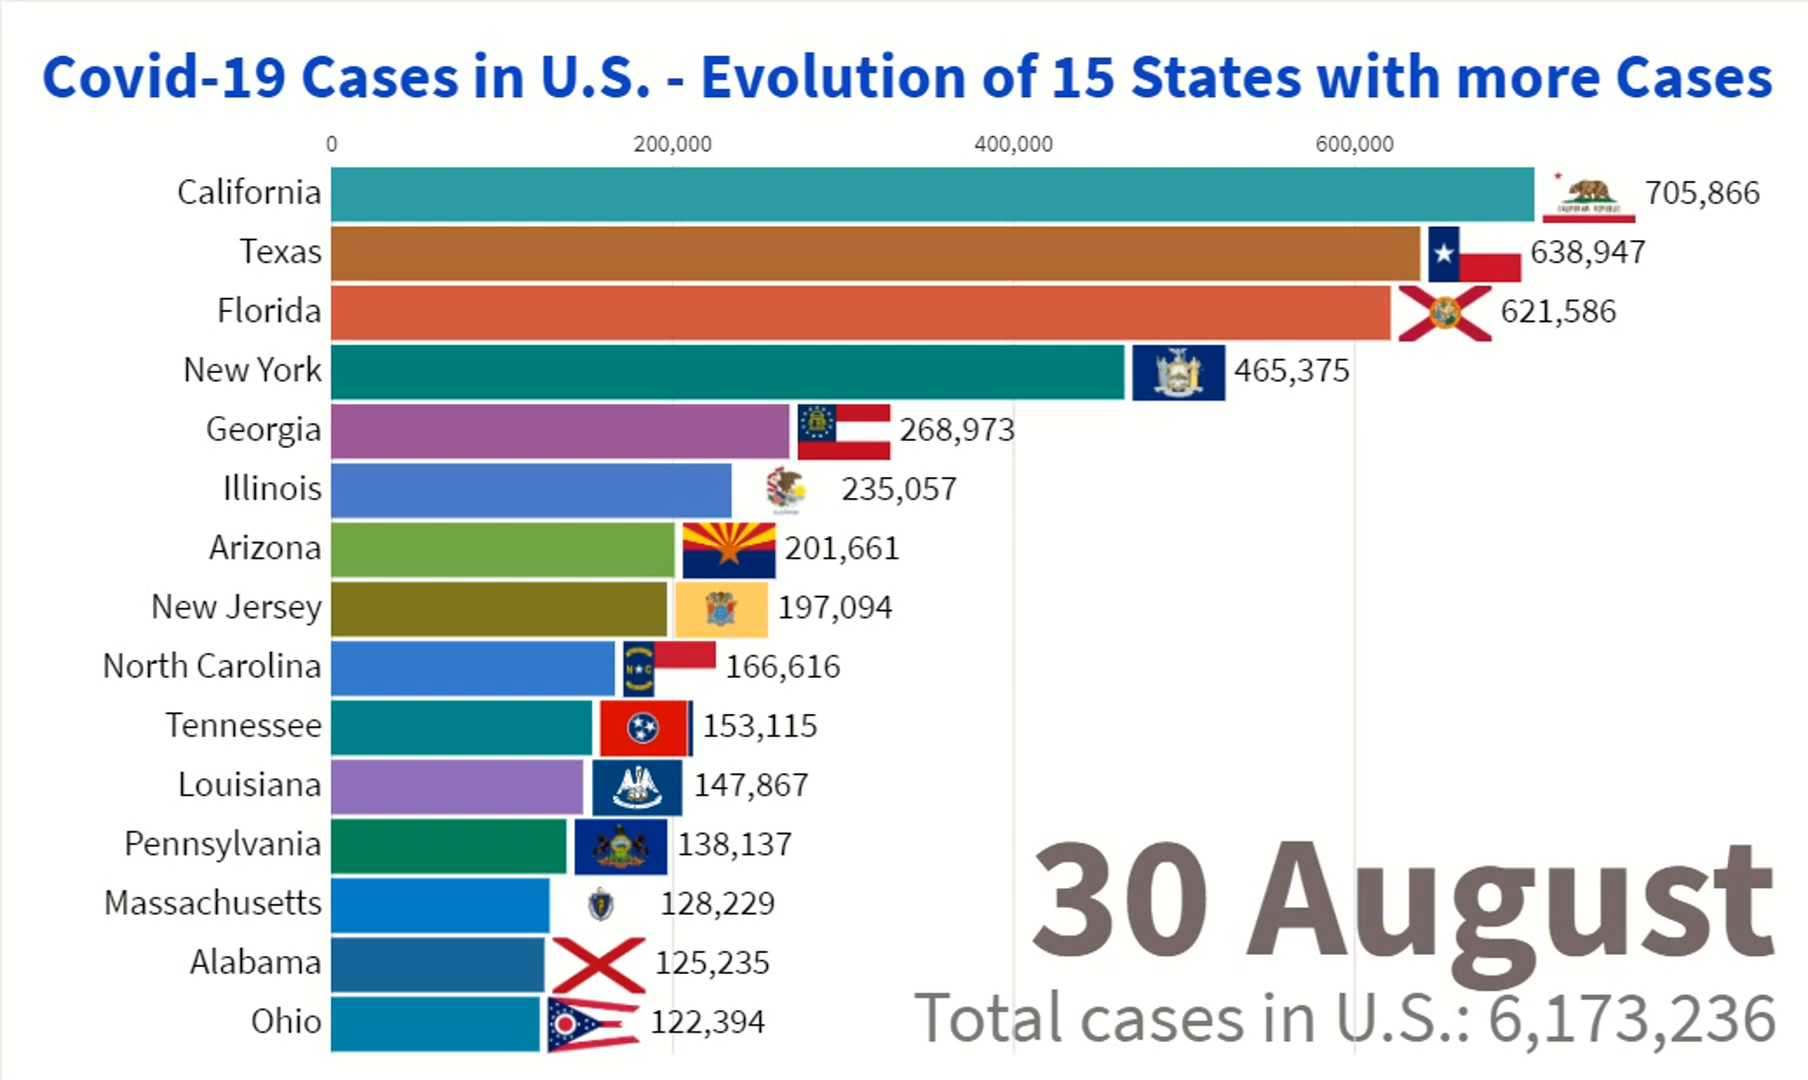 Covid-19 Cases in U.S. - Evolution of 15 States with more Cases
0 200,000 400,000 600,000
California 705,866
Texas 638,947
Florida 621,586
New York 465,375
Georgia 268,973
Illinois 235,057
Arizona 201,661
New Jersey 197,094
North Carolina 166,616
Tennessee 153,115
Louisiana 147,867
Pennsylvania 138,137
Massachusetts 128,229
Alabama 125,235
Ohio 122,394
30 August
Total cases in U.S.: 6,173,236